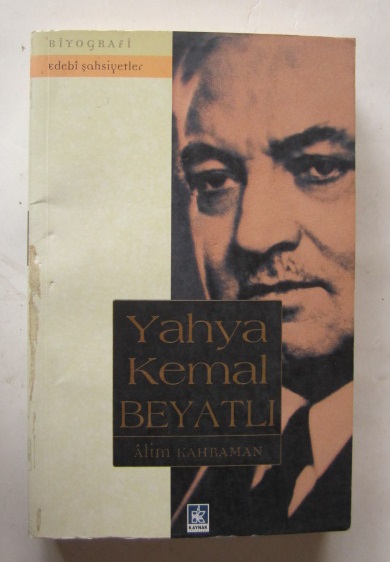 BİYOGRAFİ
Edebî şahsiyetler
Yahya
Kemal
BEYATLI
Âlim KAHRAMAN
KAYNAK